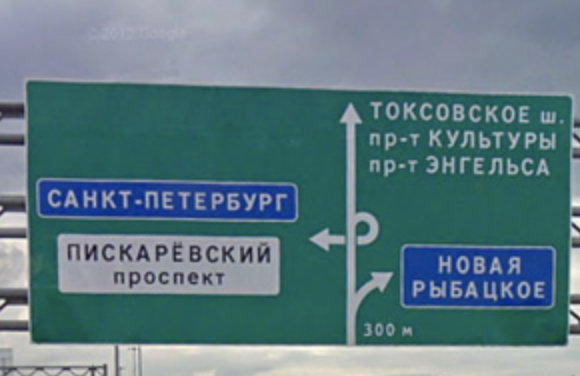 © 2012 Google
ТОКСОВСКОЕ ш.
пр-т КУЛЬТУРЫ
пр-т ЭНГЕЛЬСА
САНКТ-ПЕТЕРБУРГ
ПИСКАРЁВСКИЙ
проспект
НОВАЯ
РЫБАЦКОЕ
300 м